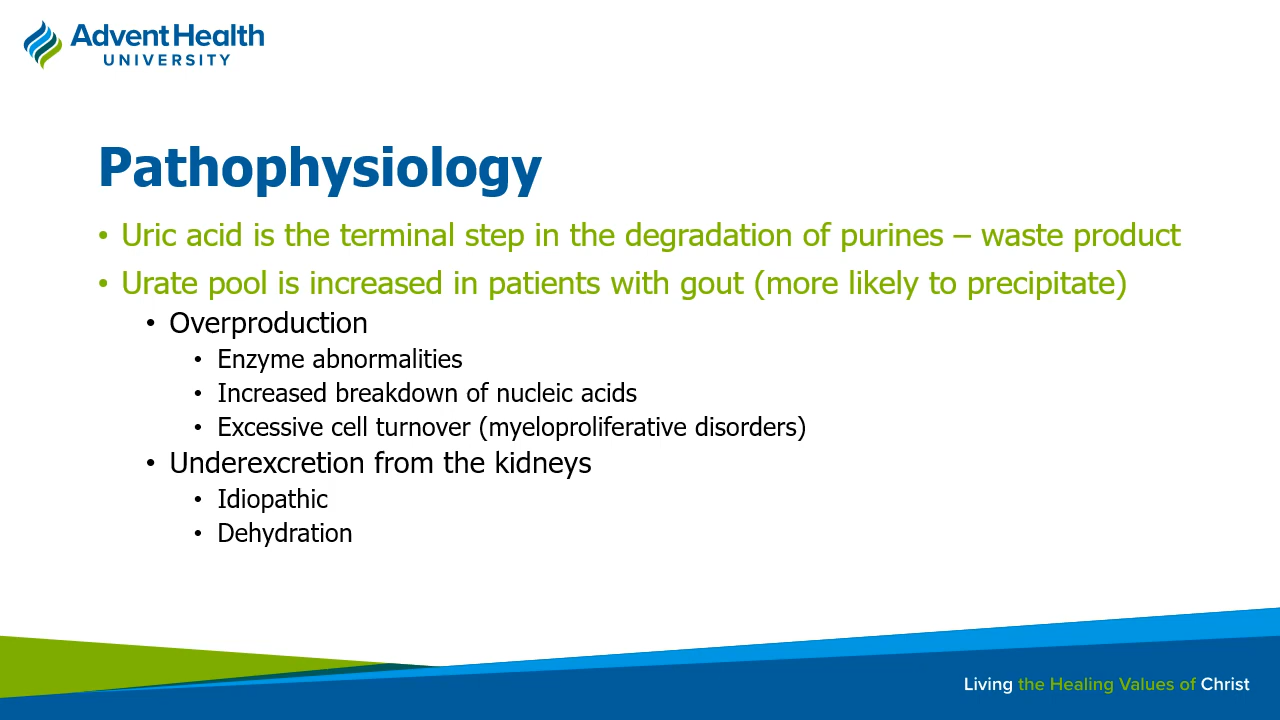 AdventHealth
UNIVERSITY
Pathophysiology
• Uric acid is the terminal step in the degradation of purines – waste product
• Urate pool is increased in patients with gout (more likely to precipitate)
• Overproduction
• Enzyme abnormalities
• Increased breakdown of nucleic acids
• Excessive cell turnover (myeloproliferative disorders)
• Underexcretion from the kidneys
• Idiopathic
• Dehydration
Living the Healing Values of Christ